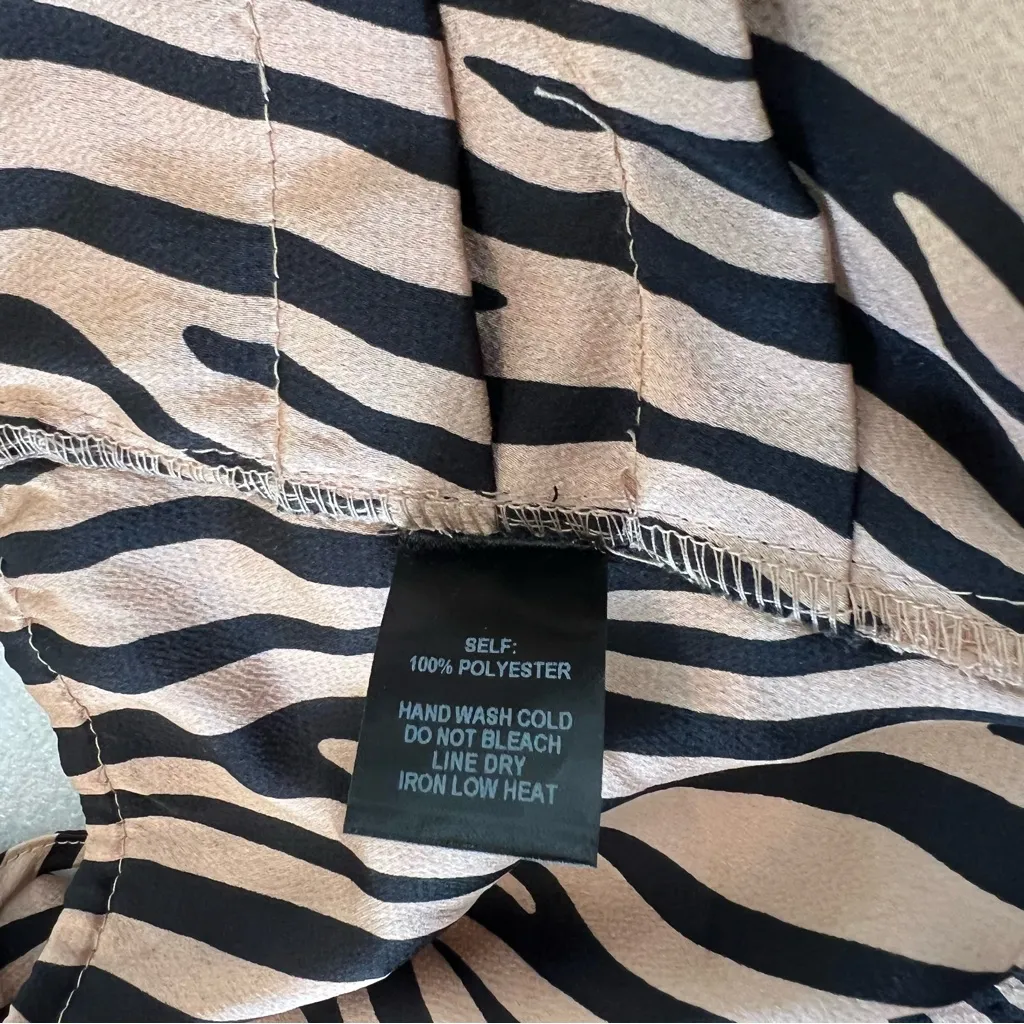 SELF:
100% POLYESTER
HAND WASH COLD
DO NOT BLEACH
LINE DRY
IRON LOW HEAT